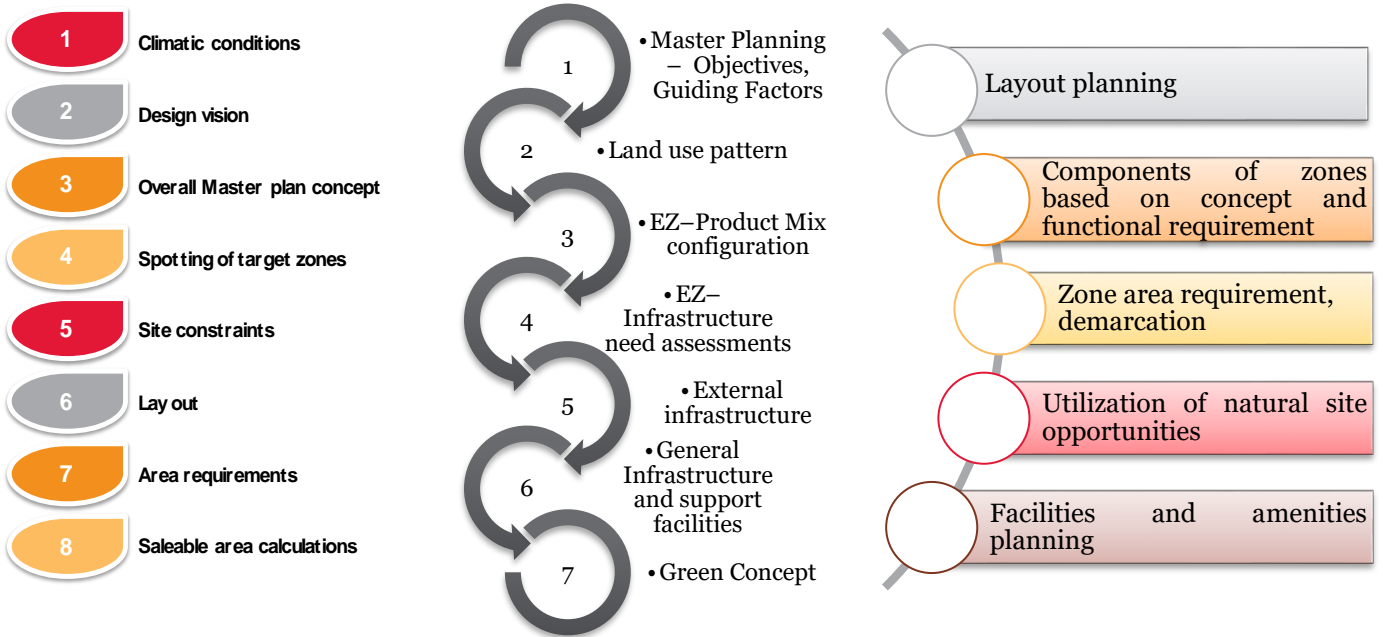 1
Climatic conditions
2
Design vision
3
Overall Master plan concept
4
Spotting of target zones
5
Site constraints
6
Lay out
7
Area requirements
8
Saleable area calculations
1
• Master Planning
– Objectives,
Guiding Factors
2
• Land use pattern
3
• EZ–Product Mix
configuration
4
• EZ–
Infrastructure
need assessments
5
• External
infrastructure
6
• General
Infrastructure
and support
facilities
7
• Green Concept
Layout planning
Components of zones
based on concept and
functional requirement
Zone area requirement,
demarcation
Utilization of natural site
opportunities
Facilities and amenities
planning